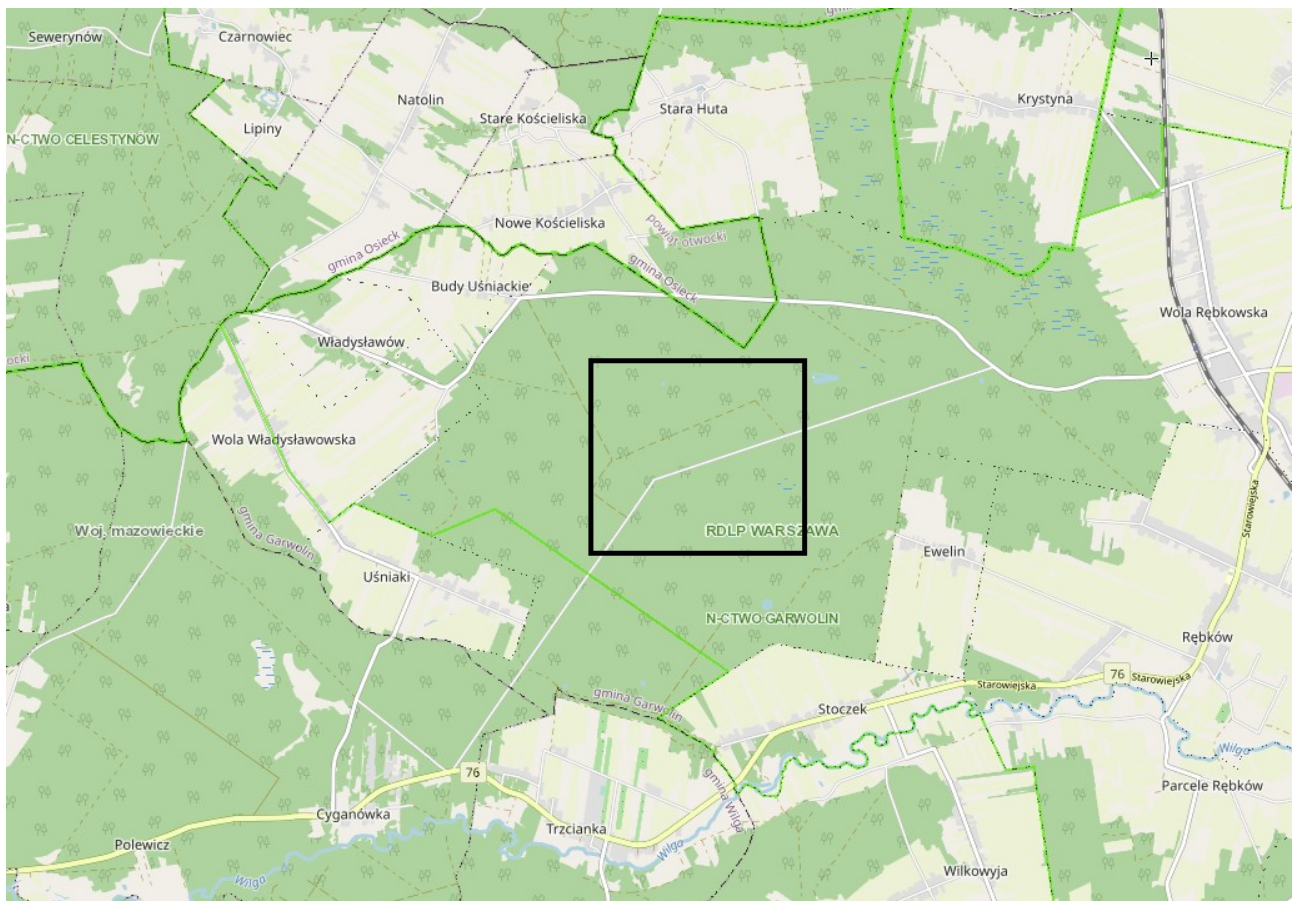 Sewerynów
Czarnowiec
Natolin
Stara Huta
Krystyna
Stare Kościeliska
Lipiny
N-CTWO CELESTYNÓW
Nowe Kościeliska
powiat otwocki
gmina Osieck
gmina Osieck
Budy Uśniackie
Wola Rębkowska
Władysławów
Wola Władysławowska
Starowiejska
Woj. mazowieckie
gmina Garwolin
RDLP WARSZAWA
Ewelin
Uśniaki
N-CTWO GARWOLIN
Rębków
76
Starowiejska
Starowiejska
gmina Garwolin
Stoczek
Wilga
76
gmina Wilga
Parcele Rębków
Cyganówka
Trzcianka
Polewicz
Wilga
Wilga
Wilkowyja